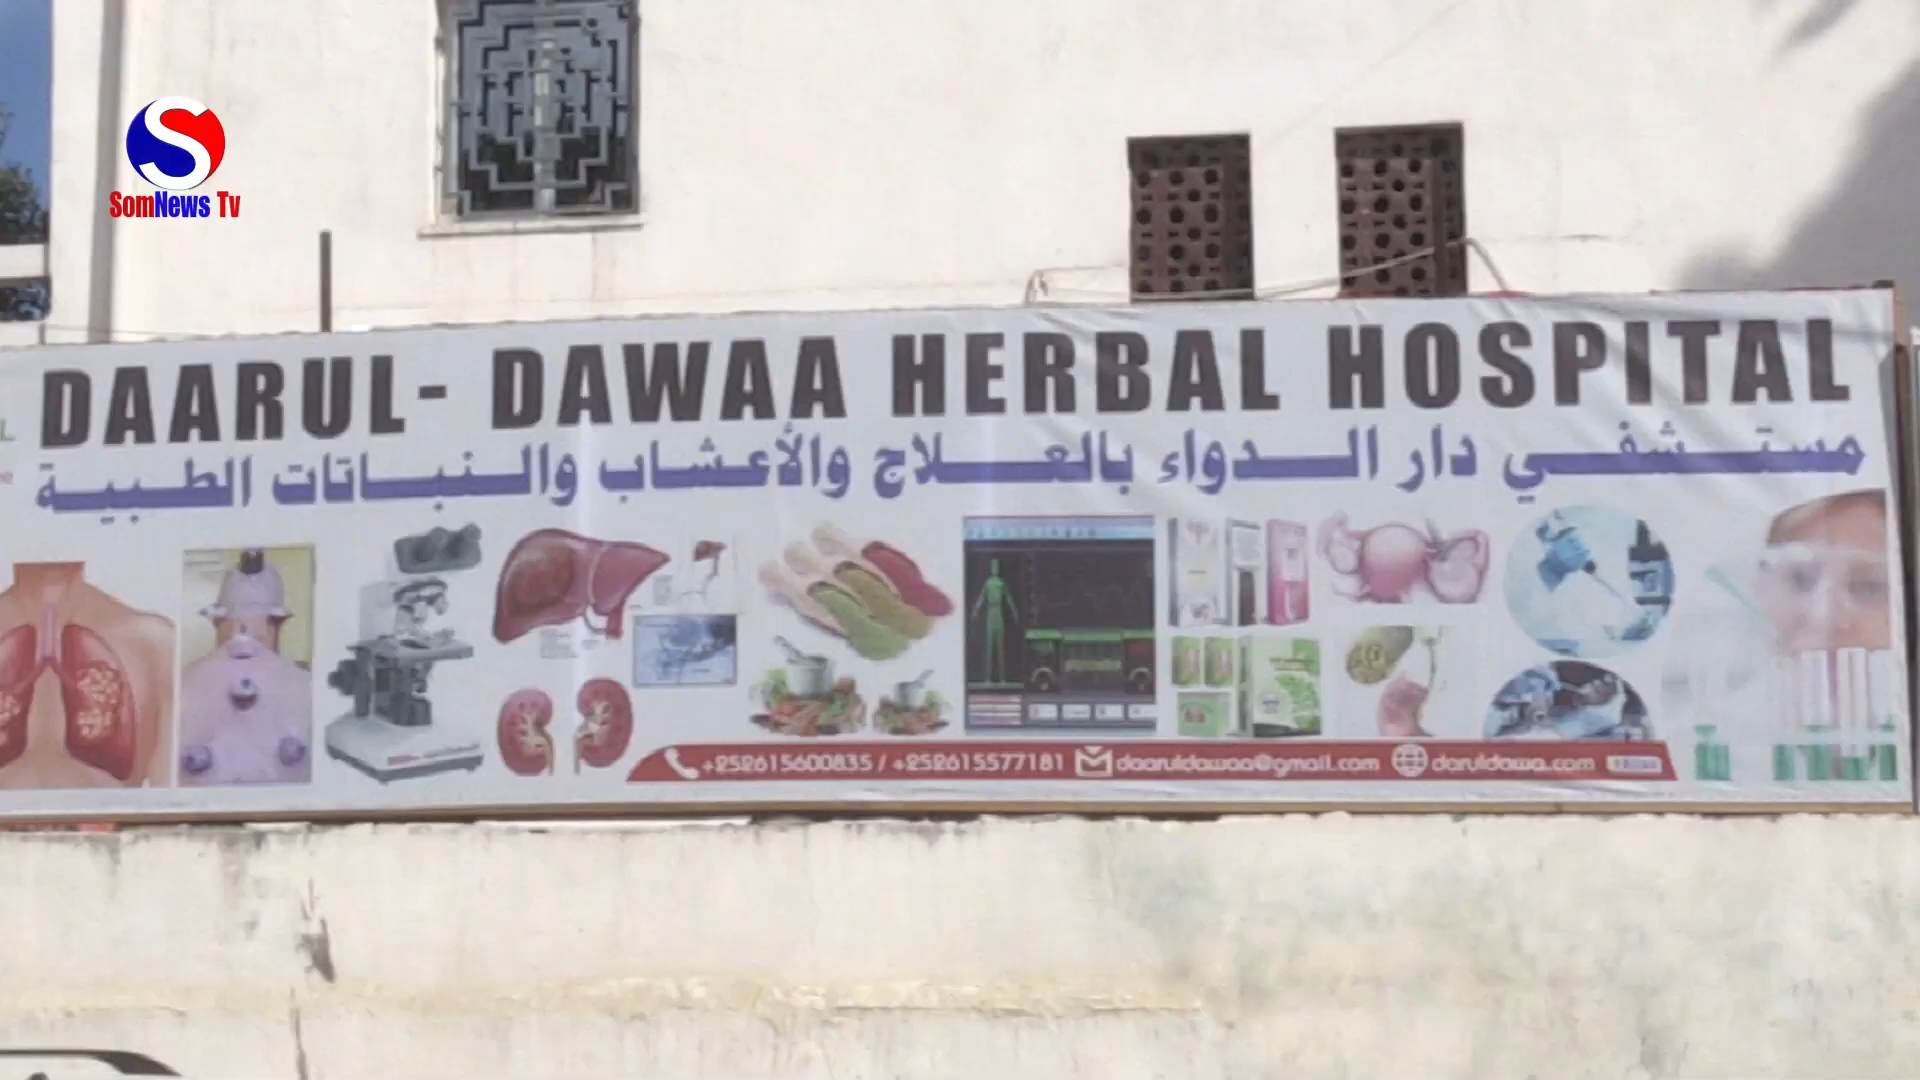 SomNews Tv
DAARUL- DAWAA HERBAL HOSPITAL
مستشفي دار الدواء بالعلاج والأعشاب والنباتات الطبية
+252615600835 / +252615577181 daaruldawaa@gmail.com daruldawa.com